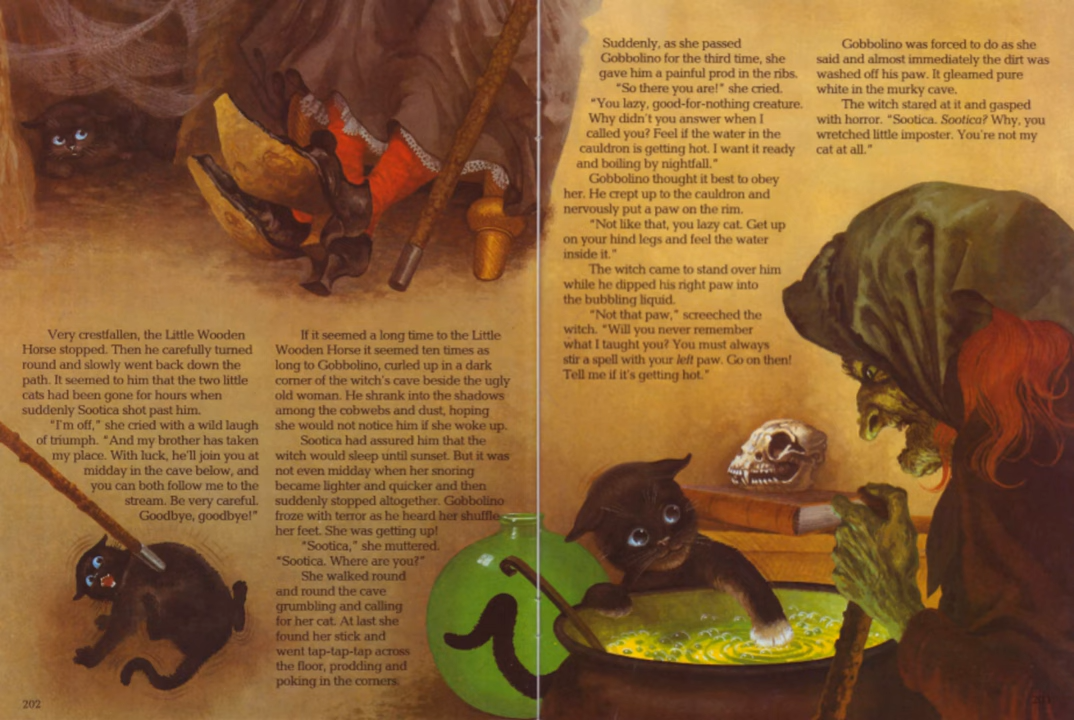 Very crestfallen, the Little Wooden
Horse stopped. Then he carefully turned
round and slowly went back down the
path. It seemed to him that the two little
cats had been gone for hours when
suddenly Sootica shot past him.
"I'm off," she cried with a wild laugh
of triumph. "And my brother has taken
my place. With luck, he'll join you at
midday in the cave below, and
you can both follow me to the
stream. Be very careful.
Goodbye, goodbye!"
202
If it seemed a long time to the Little
Wooden Horse it seemed ten times as
long to Gobbolino, curled up in a dark
corner of the witch's cave beside the ugly
old woman. He shrank into the shadows
among the cobwebs and dust, hoping
she would not notice him if she woke up.
Sootica had assured him that the
witch would sleep until sunset. But it was
not even midday when her snoring
became lighter and quicker and then
suddenly stopped altogether. Gobbolino
froze with terror as he heard her shuffle
her feet. She was getting up!
"Sootica," she muttered.
"Sootica. Where are you?"
She walked round
and round the cave
grumbling and calling
for her cat. At last she
found her stick and
went tap-tap-tap across
the floor, prodding and
poking in the corners.
Suddenly, as she passed
Gobbolino for the third time, she
gave him a painful prod in the ribs.
"So there you are!" she cried.
"You lazy, good-for-nothing creature.
Why didn't you answer when I
called you? Feel if the water in the
cauldron is getting hot. I want it ready
and boiling by nightfall."
Gobbolino thought it best to obey
her. He crept up to the cauldron and
nervously put a paw on the rim.
"Not like that, you lazy cat. Get up
on your hind legs and feel the water
inside it."
The witch came to stand over him
while he dipped his right paw into
the bubbling liquid.
"Not that paw," screeched the
witch. "Will you never remember
what I taught you? You must always
stir a spell with your left paw. Go on then!
Tell me if it's getting hot."
Gobbolino was forced to do as she
said and almost immediately the dirt was
washed off his paw. It gleamed pure
white in the murky cave.
The witch stared at it and gasped
with horror. "Sootica. Sootica? Why, you
wretched little imposter. You're not my
cat at all."